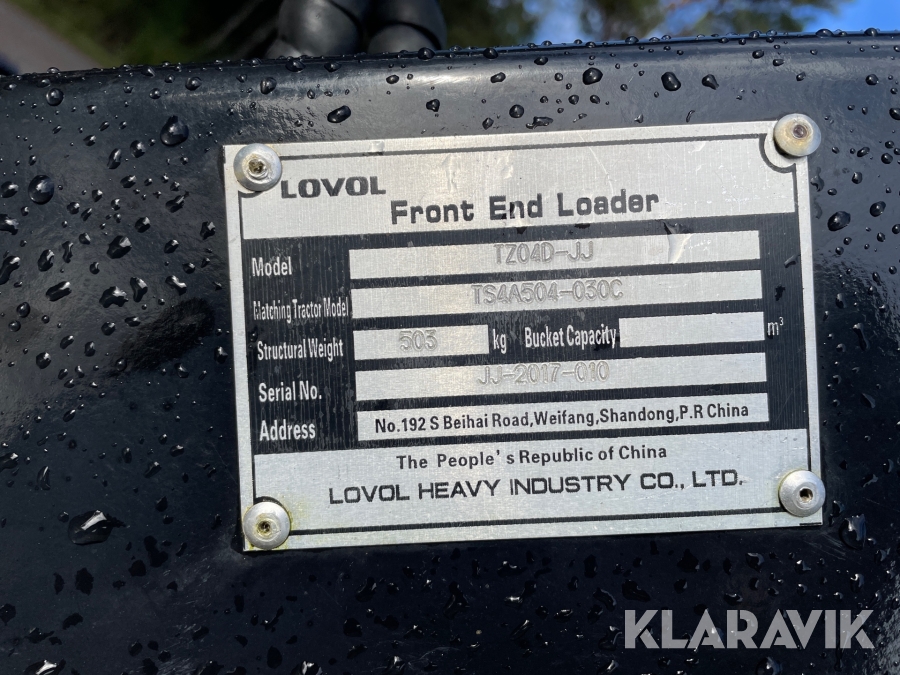 LOVOL
Front End Loader
Model TZ04D-JJ
Matching Tractor Model TS4A504-030C
Structural Weight 503 kg Bucket Capacity m³
Serial No. JJ-2017-010
Address No.192 S Beihai Road,Weifang,Shandong,P.R China
The People's Republic of China
LOVOL HEAVY INDUSTRY CO., LTD.
KLARAVIK